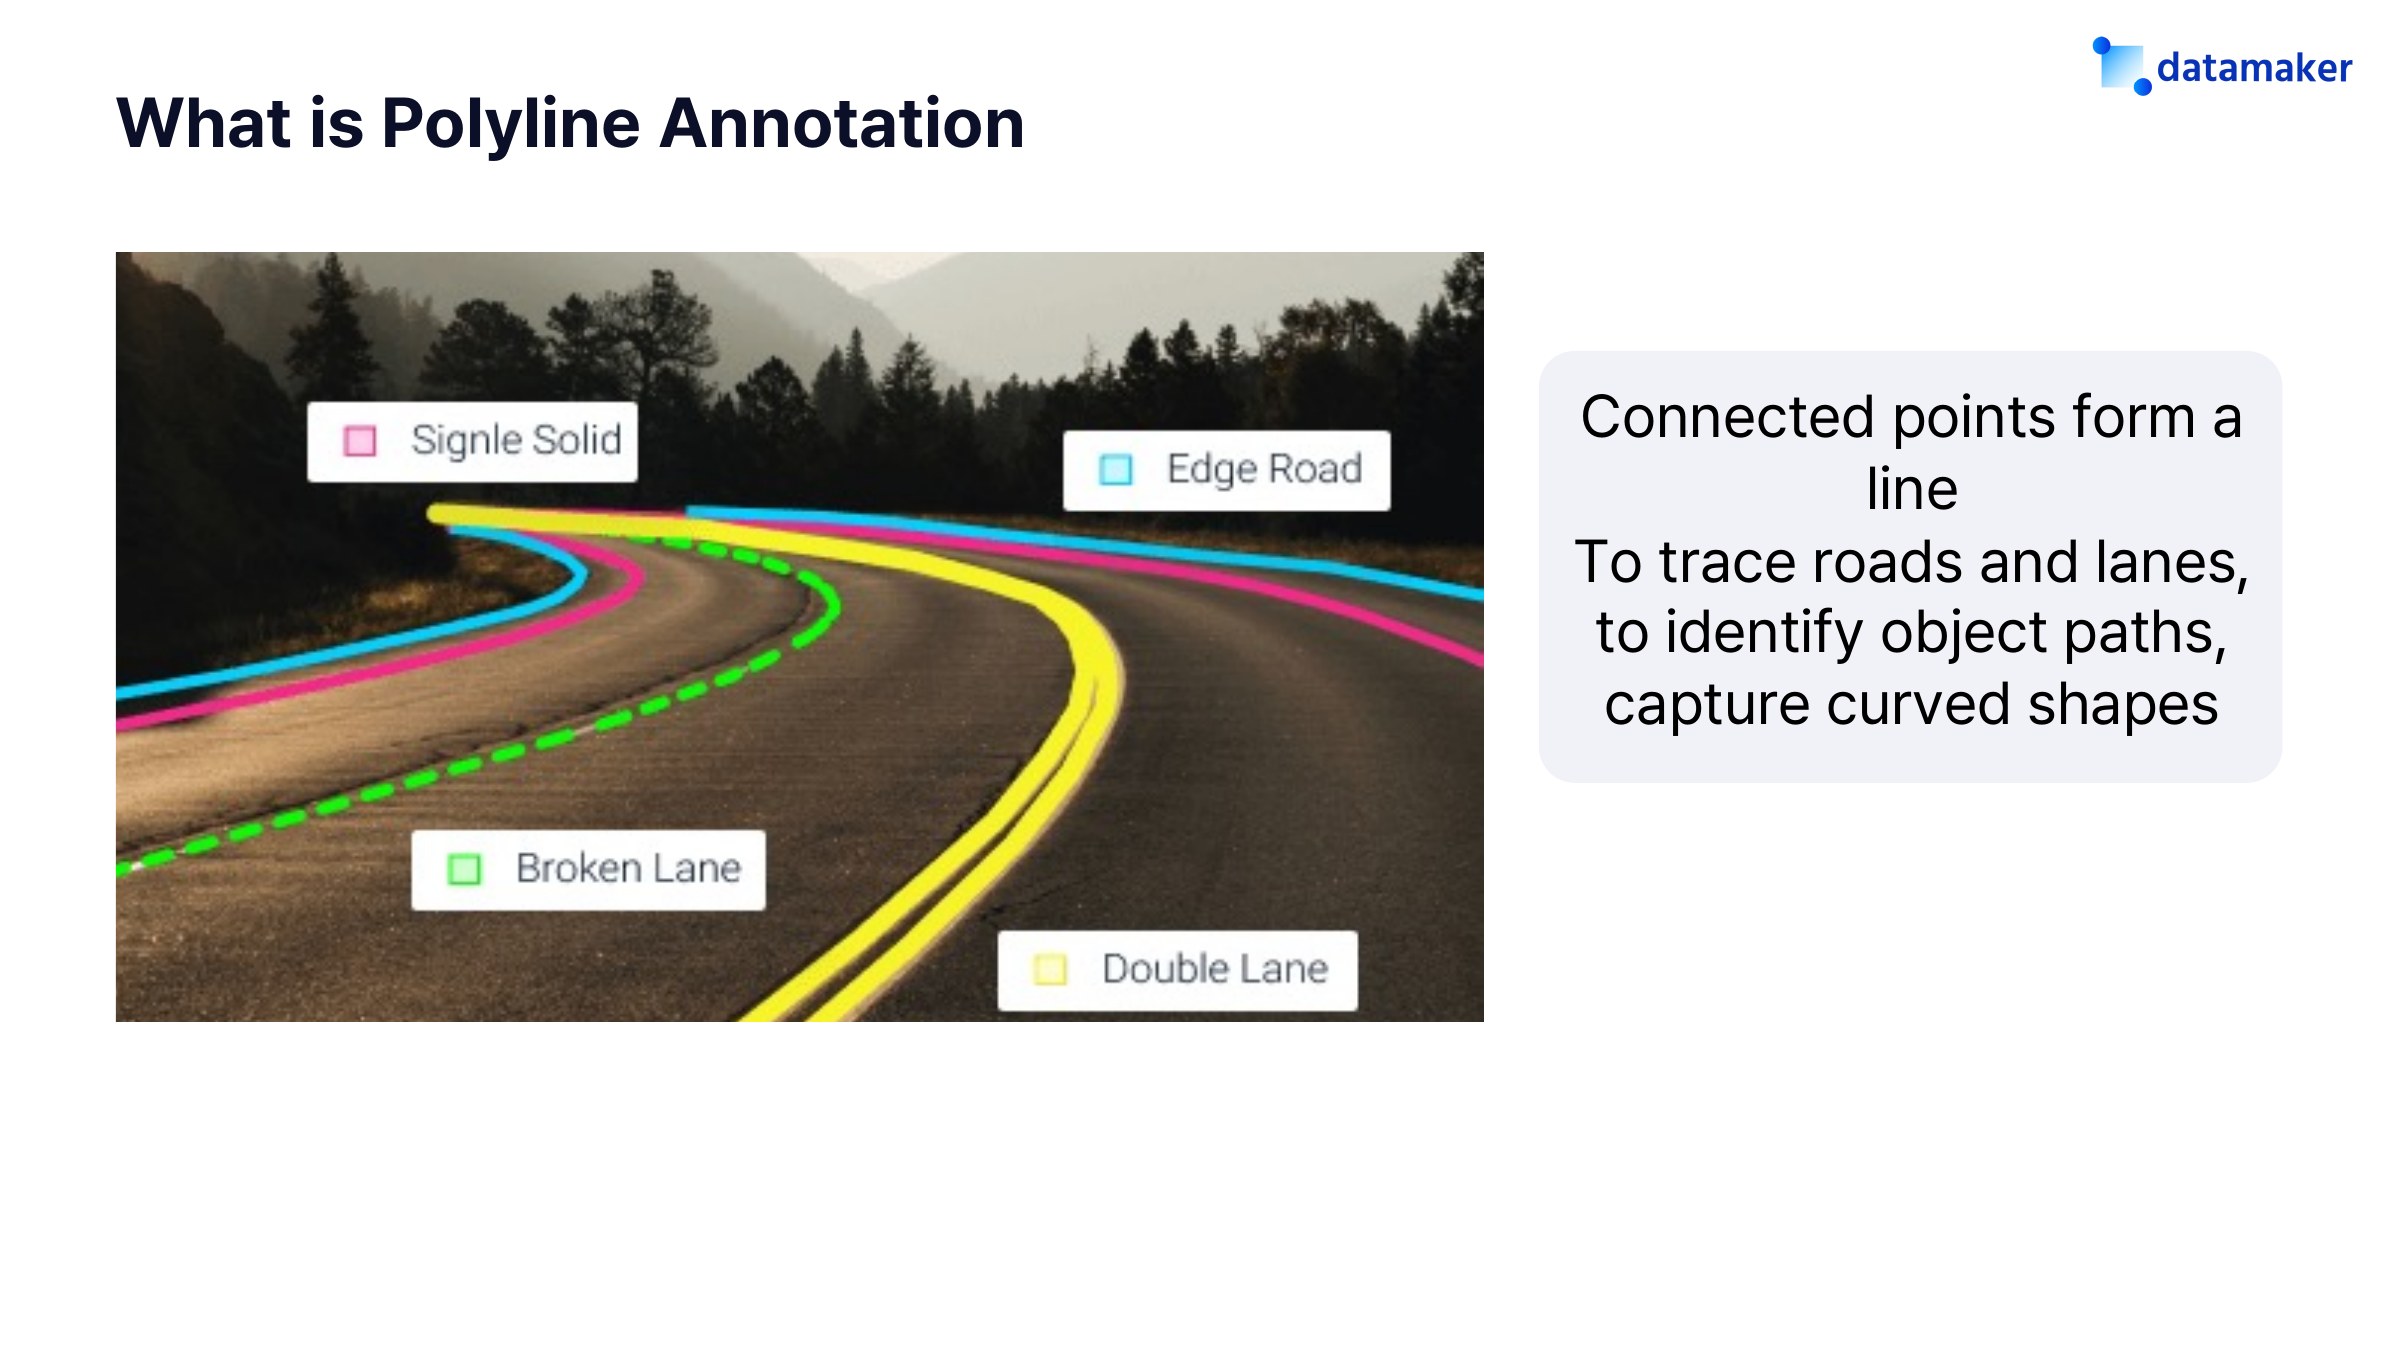 datamaker
What is Polyline Annotation
Signle Solid
Edge Road
Broken Lane
Double Lane
Connected points form a
line
To trace roads and lanes,
to identify object paths,
capture curved shapes